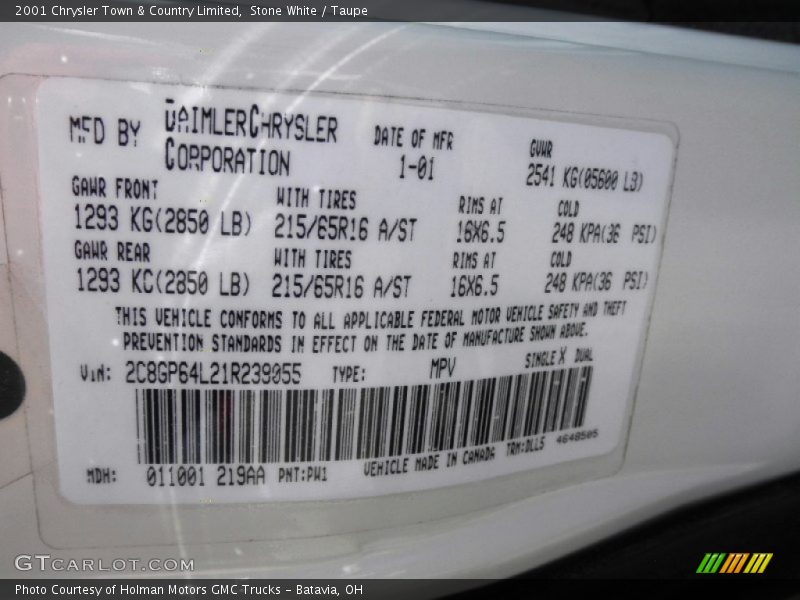 2001 Chrysler Town & Country Limited,  Stone White / Taupe
MFD BY DAIMLERCHRYSLER CORPORATION
DATE OF MFR 1-01
GVWR 2541 KG(05600 LB)
GAWR FRONT WITH TIRES RIMS AT COLD
1293 KG(2850 LB) 215/65R16 A/ST 16X6.5 248 KPA(36 PSI)
GAWR REAR WITH TIRES RIMS AT COLD
1293 KC(2850 LB) 215/65R16 A/ST 16X6.5 248 KPA(36 PSI)
THIS VEHICLE CONFORMS TO ALL APPLICABLE FEDERAL MOTOR VEHICLE SAFETY AND THEFT
PREVENTION STANDARDS IN EFFECT ON THE DATE OF MANUFACTURE SHOWN ABOVE.
VIN: 2C8GP64L21R239055 TYPE: MPV SINGLE X DUAL
MDH: 011001 219AA PNT:PW1 VEHICLE MADE IN CANADA TRM:DLL5 4648505
GTCARLOT.COM
Photo Courtesy of Holman Motors GMC Trucks – Batavia, OH